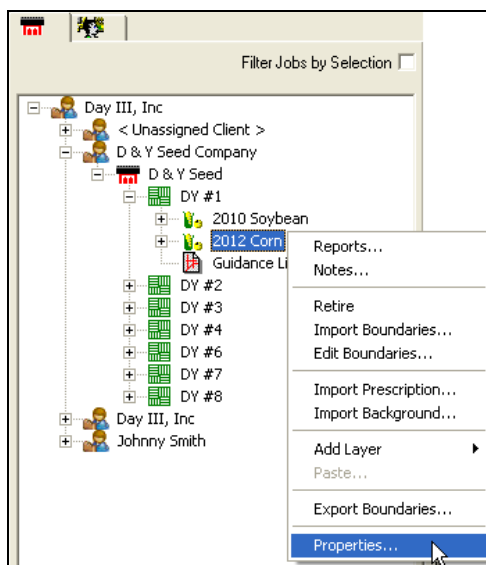 Filter Jobs by Selection
Day III, Inc
< Unassigned Client >
D & Y Seed Company
D & Y Seed
DY #1
2010 Soybean
2012 Corn
Guidance Li
DY #2
DY #3
DY #4
DY #6
DY #7
DY #8
Day III, Inc
Johnny Smith
Reports...
Notes...
Retire
Import Boundaries...
Edit Boundaries...
Import Prescription...
Import Background...
Add Layer
Paste...
Export Boundaries...
Properties...